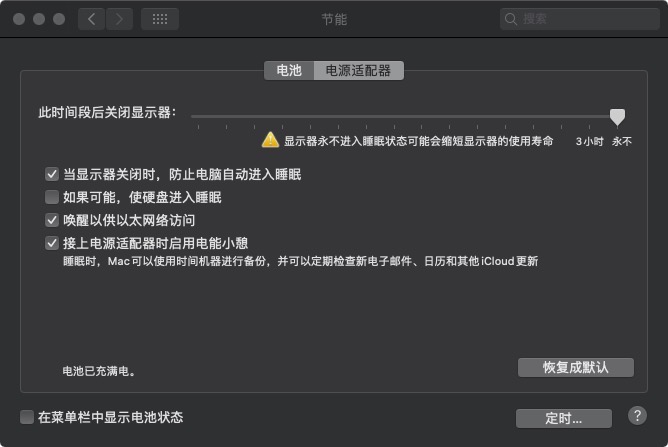 节能
搜索
电池 电源适配器
此时间段后关闭显示器：
显示器永不进入睡眠状态可能会缩短显示器的使用寿命 3小时 永不
当显示器关闭时，防止电脑自动进入睡眠
如果可能，使硬盘进入睡眠
唤醒以供以太网络访问
接上电源适配器时启用电能小憩
睡眠时，Mac可以使用时间机器进行备份，并可以定期检查新电子邮件、日历和其他 iCloud 更新
电池已充满电。
恢复成默认
在菜单栏中显示电池状态
定时...
?